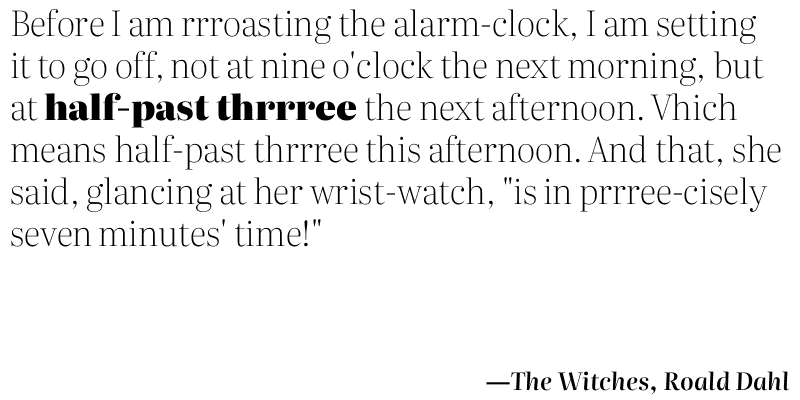 Before I am rrroasting the alarm-clock, I am setting
it to go off, not at nine o'clock the next morning, but
at half-past thrrree the next afternoon. Vhich
means half-past thrrree this afternoon. And that, she
said, glancing at her wrist-watch, "is in prrree-cisely
seven minutes' time!"
—The Witches, Roald Dahl